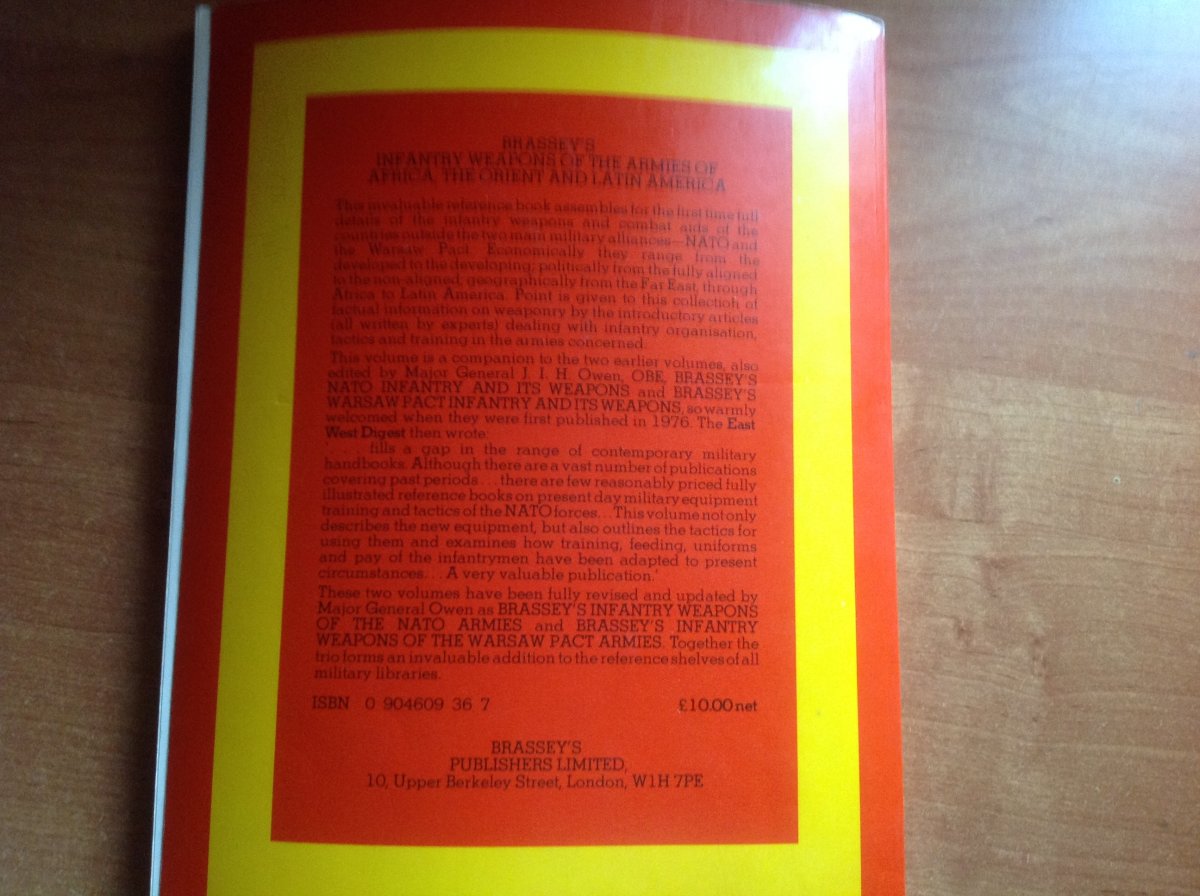 BRASSEY'S
INFANTRY WEAPONS OF THE ARMIES OF
AFRICA, THE ORIENT AND LATIN AMERICA
This invaluable reference book assembles for the first time full
details of the infantry weapons and combat aids of the
countries outside the two main military alliances—NATO and
the Warsaw Pact. Economically they range from the
developed to the developing; politically from the fully aligned
to the non-aligned; geographically from the Far East, through
Africa to Latin America. Point is given to this collection of
factual information on weaponry by the introductory articles
(all written by experts) dealing with infantry organisation,
tactics and training in the armies concerned.
This volume is a companion to the two earlier volumes, also
edited by Major General J. I. H. Owen, OBE, BRASSEY'S
NATO INFANTRY AND ITS WEAPONS and BRASSEY'S
WARSAW PACT INFANTRY AND ITS WEAPONS, so warmly
welcomed when they were first published in 1976. The East
West Digest then wrote:
. . . fills a gap in the range of contemporary military
handbooks. Although there are a vast number of publications
covering past periods . . . there are few reasonably priced fully
illustrated reference books on present day military equipment
training and tactics of the NATO forces . . . This volume not only
describes the new equipment, but also outlines the tactics for
using them and examines how training, feeding, uniforms
and pay of the infantrymen have been adapted to present
circumstances . . . A very valuable publication.'
These two volumes have been fully revised and updated by
Major General Owen as BRASSEY'S INFANTRY WEAPONS
OF THE NATO ARMIES and BRASSEY'S INFANTRY
WEAPONS OF THE WARSAW PACT ARMIES. Together the
trio forms an invaluable addition to the reference shelves of all
military libraries.
ISBN 0 904609 36 7 £10.00 net
BRASSEY'S
PUBLISHERS LIMITED,
10, Upper Berkeley Street, London, W1H 7PE